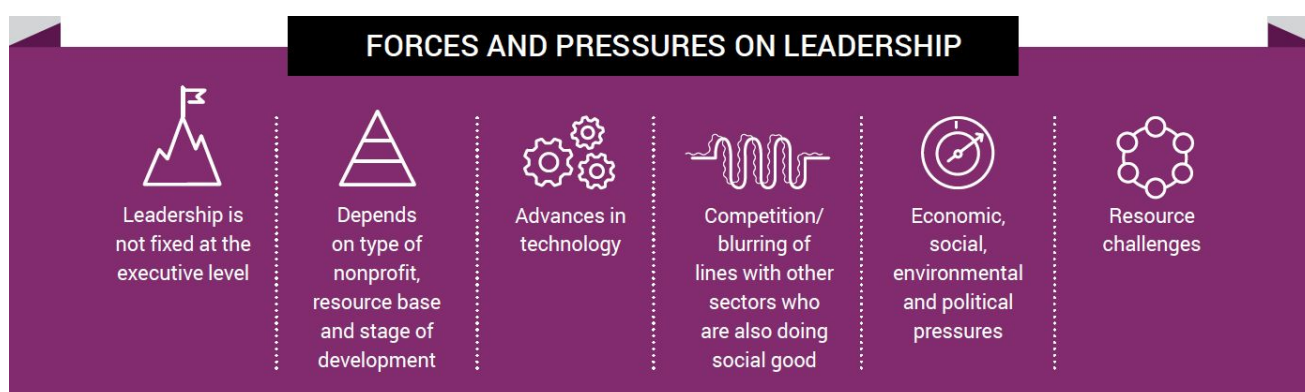 FORCES AND PRESSURES ON LEADERSHIP
Leadership is
not fixed at the
executive level
Depends
on type of
nonprofit,
resource base
and stage of
development
Advances in
technology
Competition/
blurring of
lines with other
sectors who
are also doing
social good
Economic,
social,
environmental
and political
pressures
Resource
challenges